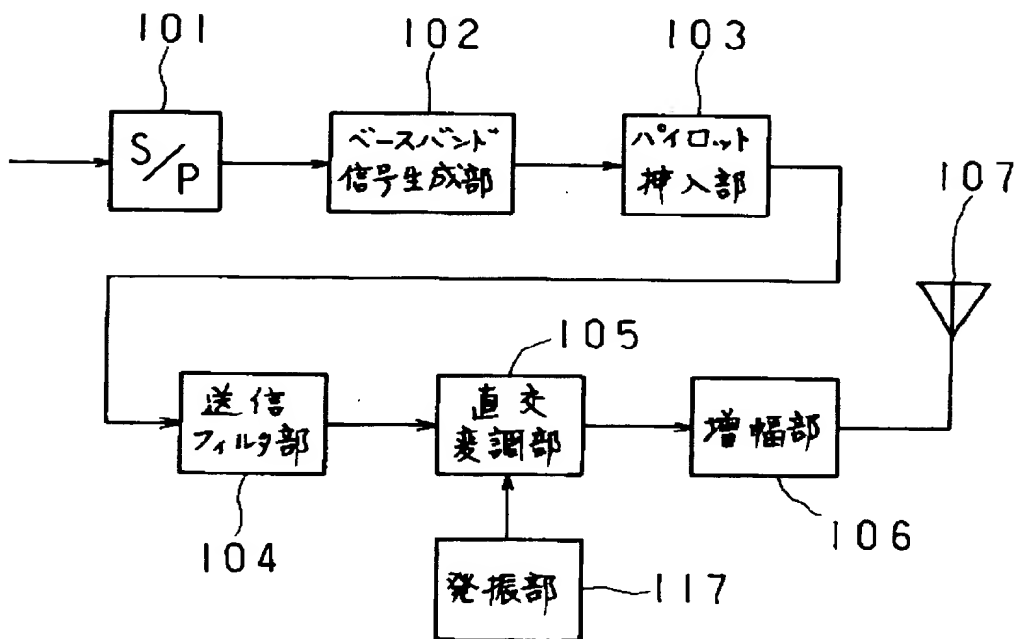 101
102
103
S/P
ベースバンド
信号生成部
パイロット
挿入部
107
105
送信
フィルタ部
直交
変調部
増幅部
104
106
発振部
117